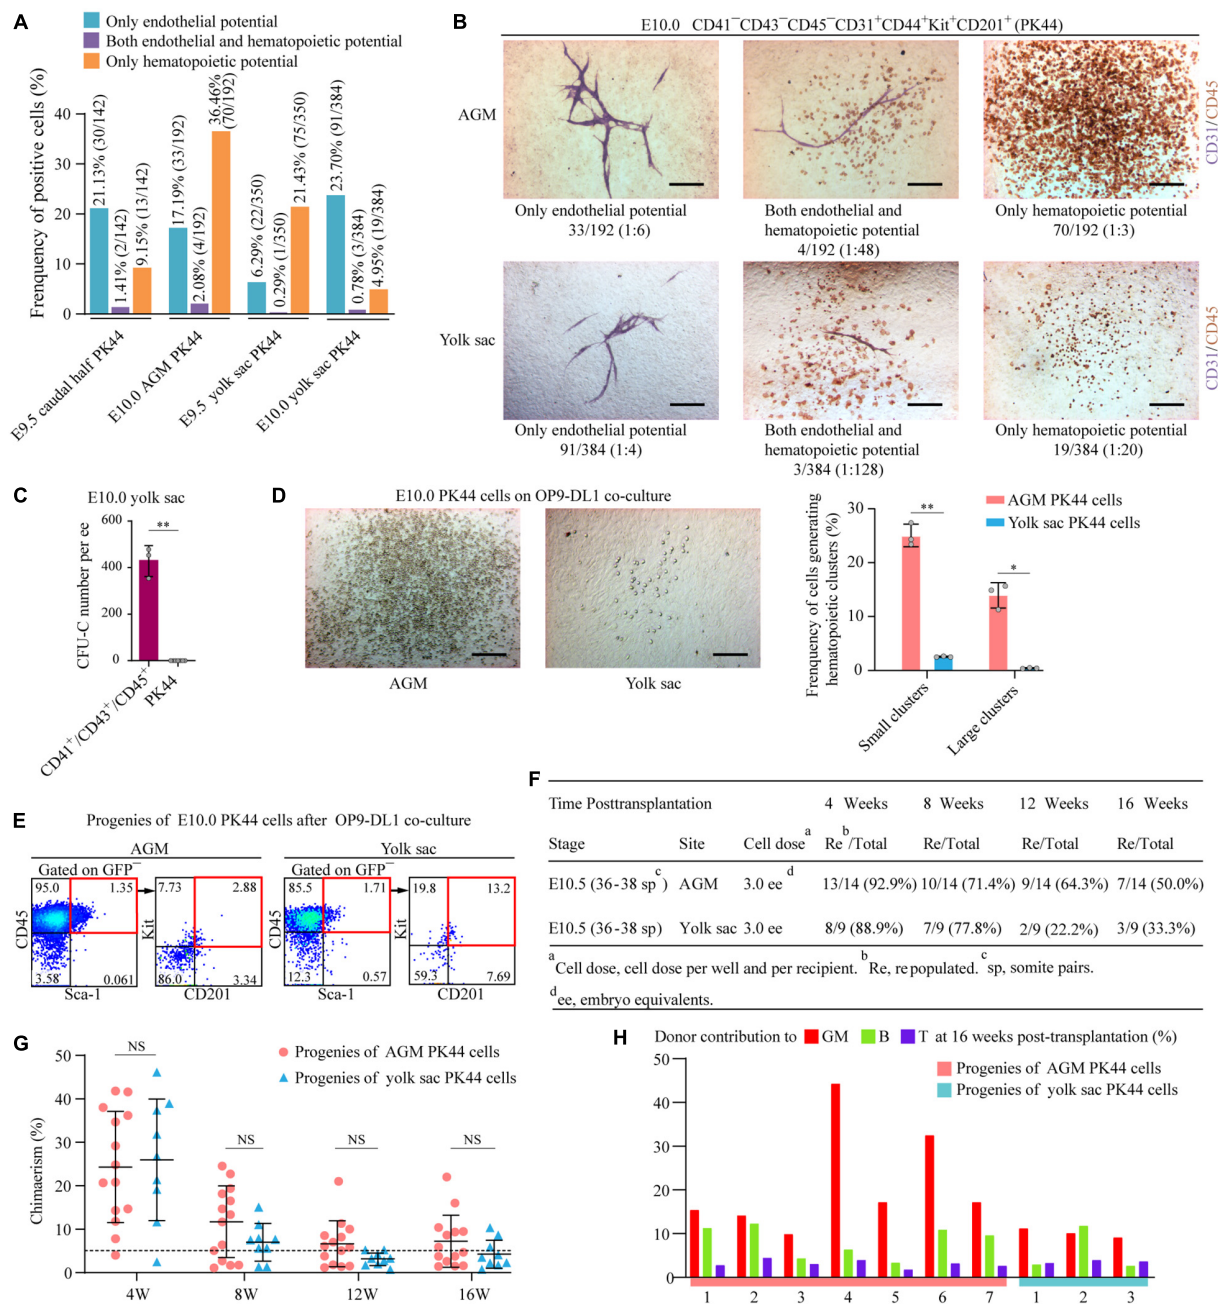 A
Only endothelial potential
Both endothelial and hematopoietic potential
Only hematopoietic potential
Frenquency of positive cells (%)
40
30
20
10
0
21.13% (30/142)
1.41% (2/142)
9.15% (13/142)
17.19% (33/192)
2.08% (4/192)
36.46% (70/192)
6.29% (22/350)
0.29% (1/350)
21.43% (75/350)
23.70% (91/384)
0.78% (3/384)
4.95% (19/384)
E9.5 caudal half PK44
E10.0 AGM PK44
E9.5 yolk sac PK44
E10.0 yolk sac PK44
B
E10.0 CD41⁻CD43⁻CD45⁻CD31⁺CD44⁺Kit⁺CD201⁺ (PK44)
AGM
CD31/CD45
Only endothelial potential
33/192 (1:6)
Both endothelial and
hematopoietic potential
4/192 (1:48)
Only hematopoietic potential
70/192 (1:3)
Yolk sac
CD31/CD45
Only endothelial potential
91/384 (1:4)
Both endothelial and
hematopoietic potential
3/384 (1:128)
Only hematopoietic potential
19/384 (1:20)
C
E10.0 yolk sac
CFU-C number per ee
600
400
200
0
**
CD41⁺/CD43⁺/CD45⁺
PK44
D
E10.0 PK44 cells on OP9-DL1 co-culture
AGM
Yolk sac
AGM PK44 cells
Yolk sac PK44 cells
Frenquency of cells generating
hematopoietic clusters (%)
30
20
10
0
**
*
Small clusters
Large clusters
E
Progenies of E10.0 PK44 cells after OP9-DL1 co-culture
AGM
Yolk sac
Gated on GFP⁻
95.0
1.35
3.58
0.061
CD45
Sca-1
7.73
2.88
86.0
3.34
Kit
CD201
Gated on GFP⁻
85.5
1.71
12.3
0.57
CD45
Sca-1
19.8
13.2
59.3
7.69
Kit
CD201
F
Time Posttransplantation 4 Weeks 8 Weeks 12 Weeks 16 Weeks
Stage Site Cell doseᵃ Reᵇ/Total Re/Total Re/Total Re/Total
E10.5 (36-38 spᶜ) AGM 3.0 eeᵈ 13/14 (92.9%) 10/14 (71.4%) 9/14 (64.3%) 7/14 (50.0%)
E10.5 (36-38 sp) Yolk sac 3.0 ee 8/9 (88.9%) 7/9 (77.8%) 2/9 (22.2%) 3/9 (33.3%)
ᵃCell dose, cell dose per well and per recipient. ᵇRe, repopulated. ᶜsp, somite pairs.
ᵈee, embryo equivalents.
G
Progenies of AGM PK44 cells
Progenies of yolk sac PK44 cells
Chimaerism (%)
50
40
30
20
10
0
NS
NS
NS
NS
4W
8W
12W
16W
H
Donor contribution to GM B T at 16 weeks post-transplantation (%)
Progenies of AGM PK44 cells
Progenies of yolk sac PK44 cells
50
40
30
20
10
0
1 2 3 4 5 6 7 1 2 3